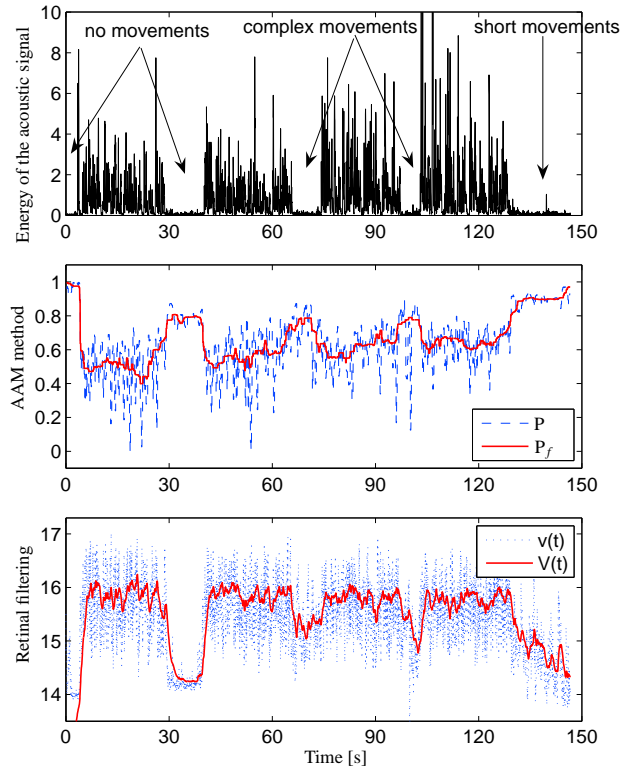 10
8
6
4
2
0
Energy of the acoustic signal
no movements
complex movements
short movements
0 30 60 90 120 150
1
0.8
0.6
0.4
0.2
0
AAM method
P
P_f
0 30 60 90 120 150
17
16
15
14
Retinal filtering
v(t)
V(t)
0 30 60 90 120 150
Time [s]